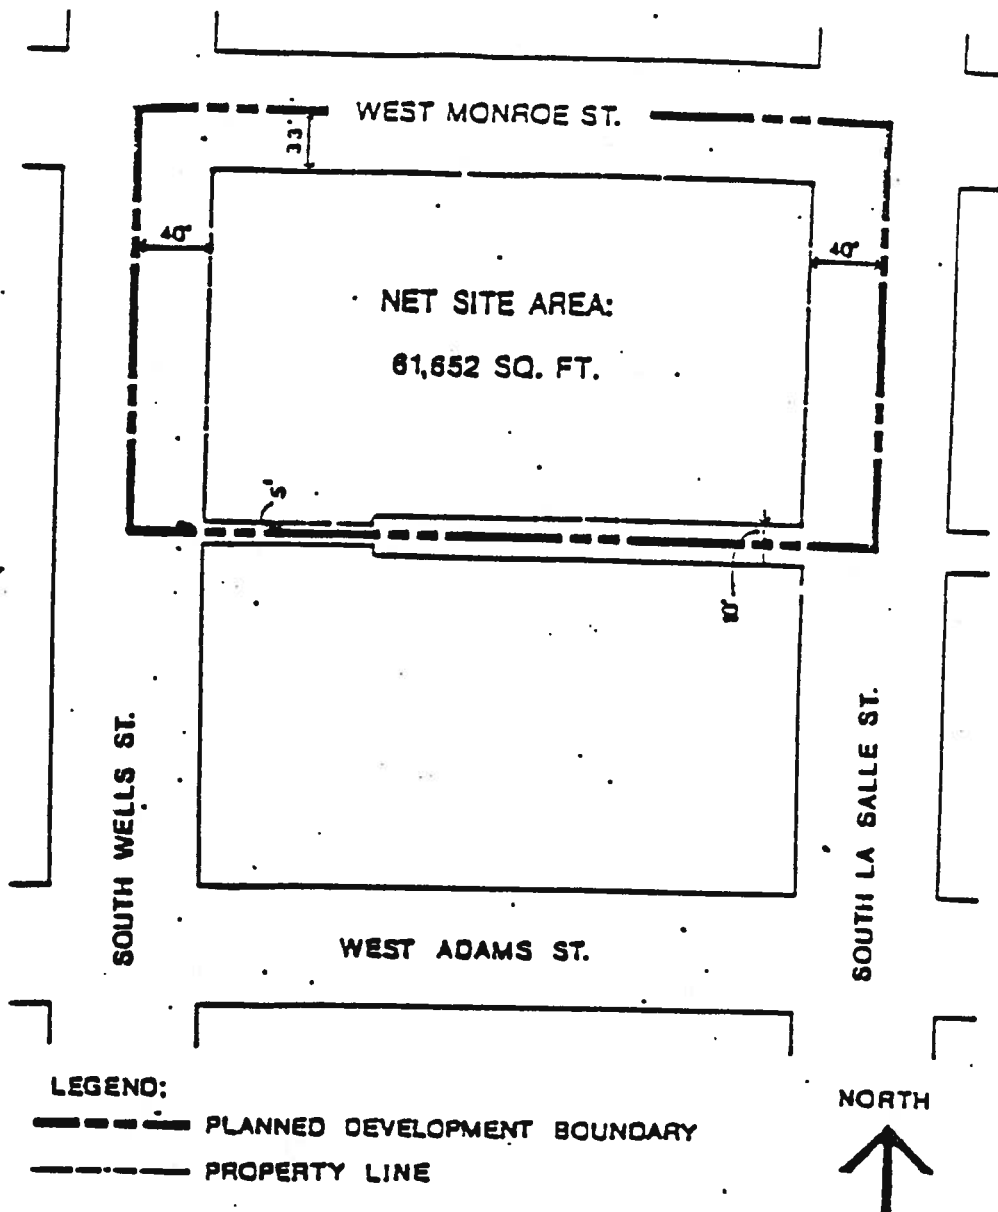 WEST MONROE ST.
33'
40'
40'
NET SITE AREA:
61,652 SQ. FT.
5'
10'
SOUTH WELLS ST.
SOUTH LA SALLE ST.
WEST ADAMS ST.
LEGEND:
PLANNED DEVELOPMENT BOUNDARY
PROPERTY LINE
NORTH